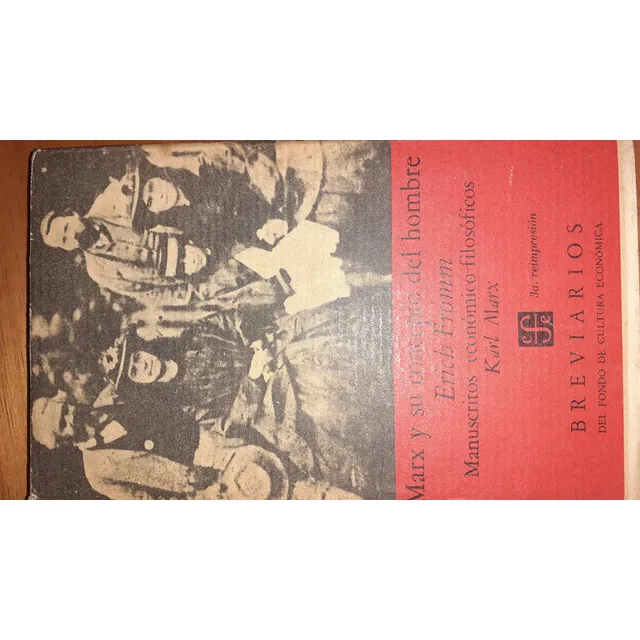 Marx y su concepto del hombre
Erich Fromm
Manuscritos económico-filosóficos
Karl Marx
3a. reimpresión
BREVIARIOS
DEL FONDO DE CULTURA ECONÓMICA